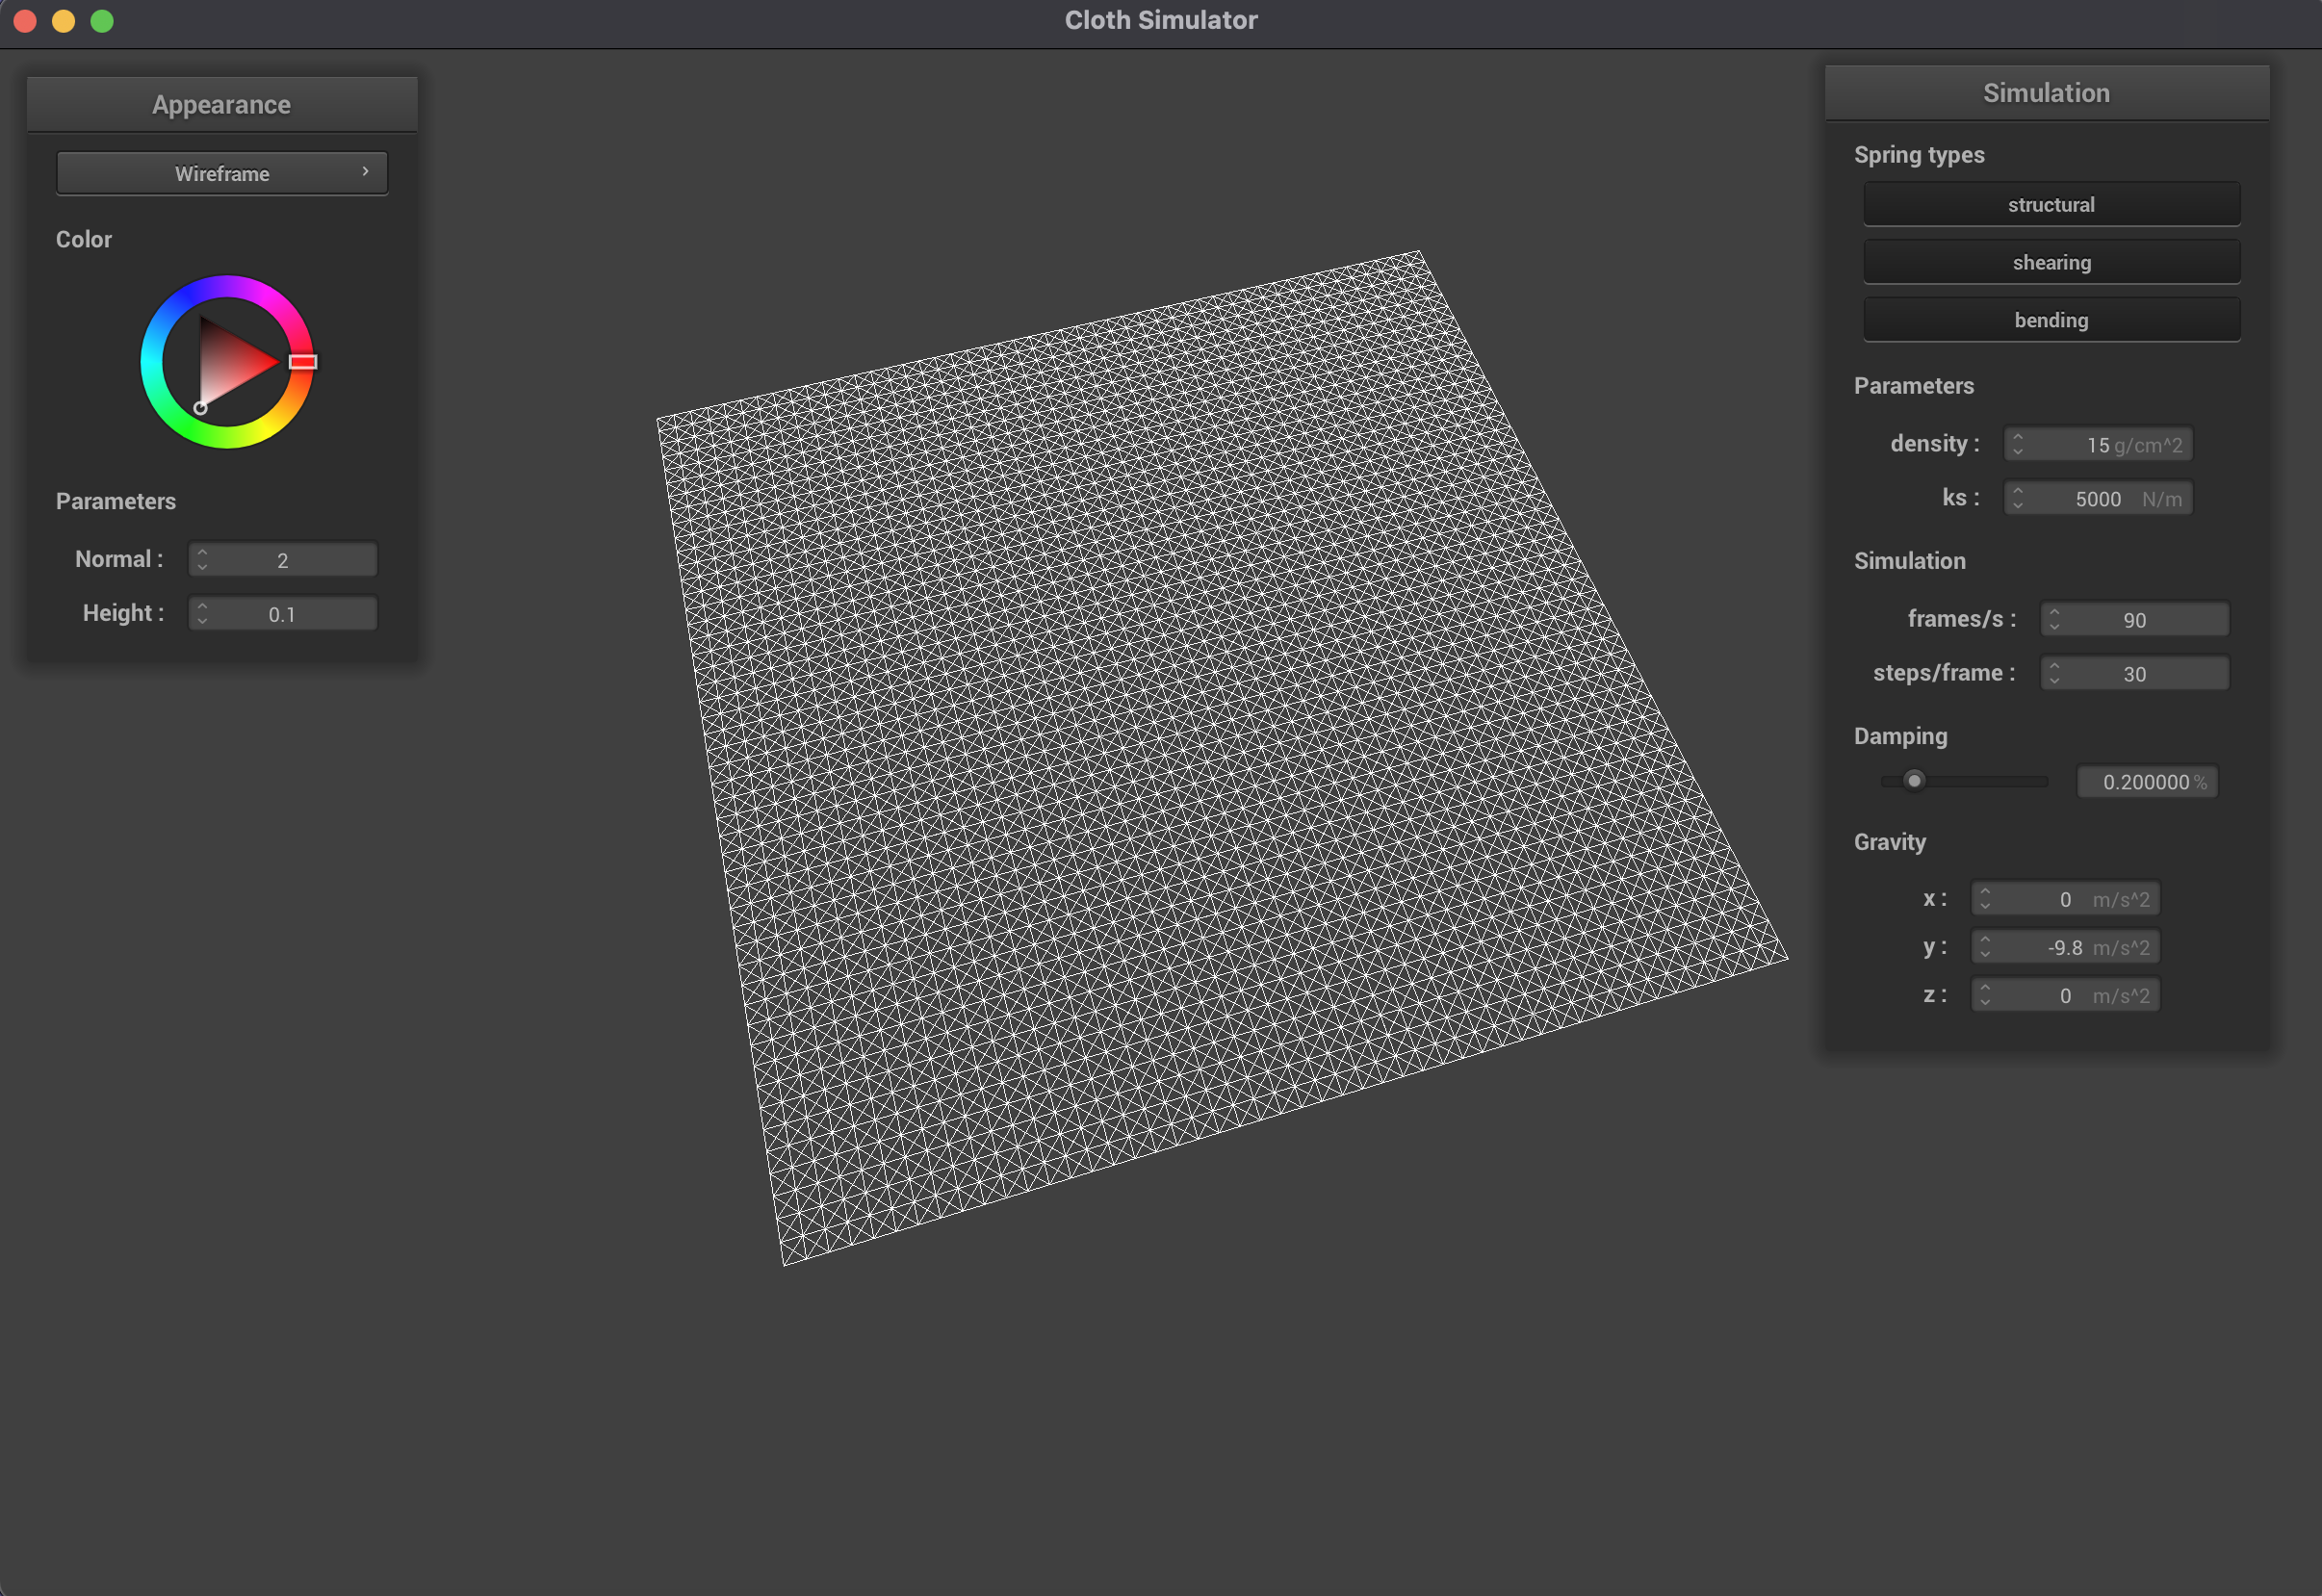 Cloth Simulator
Appearance
Wireframe
Color
Parameters
Normal : 2
Height : 0.1
Simulation
Spring types
structural
shearing
bending
Parameters
density : 15 g/cm^2
ks : 5000 N/m
Simulation
frames/s : 90
steps/frame : 30
Damping
0.200000 %
Gravity
x : 0 m/s^2
y : -9.8 m/s^2
z : 0 m/s^2